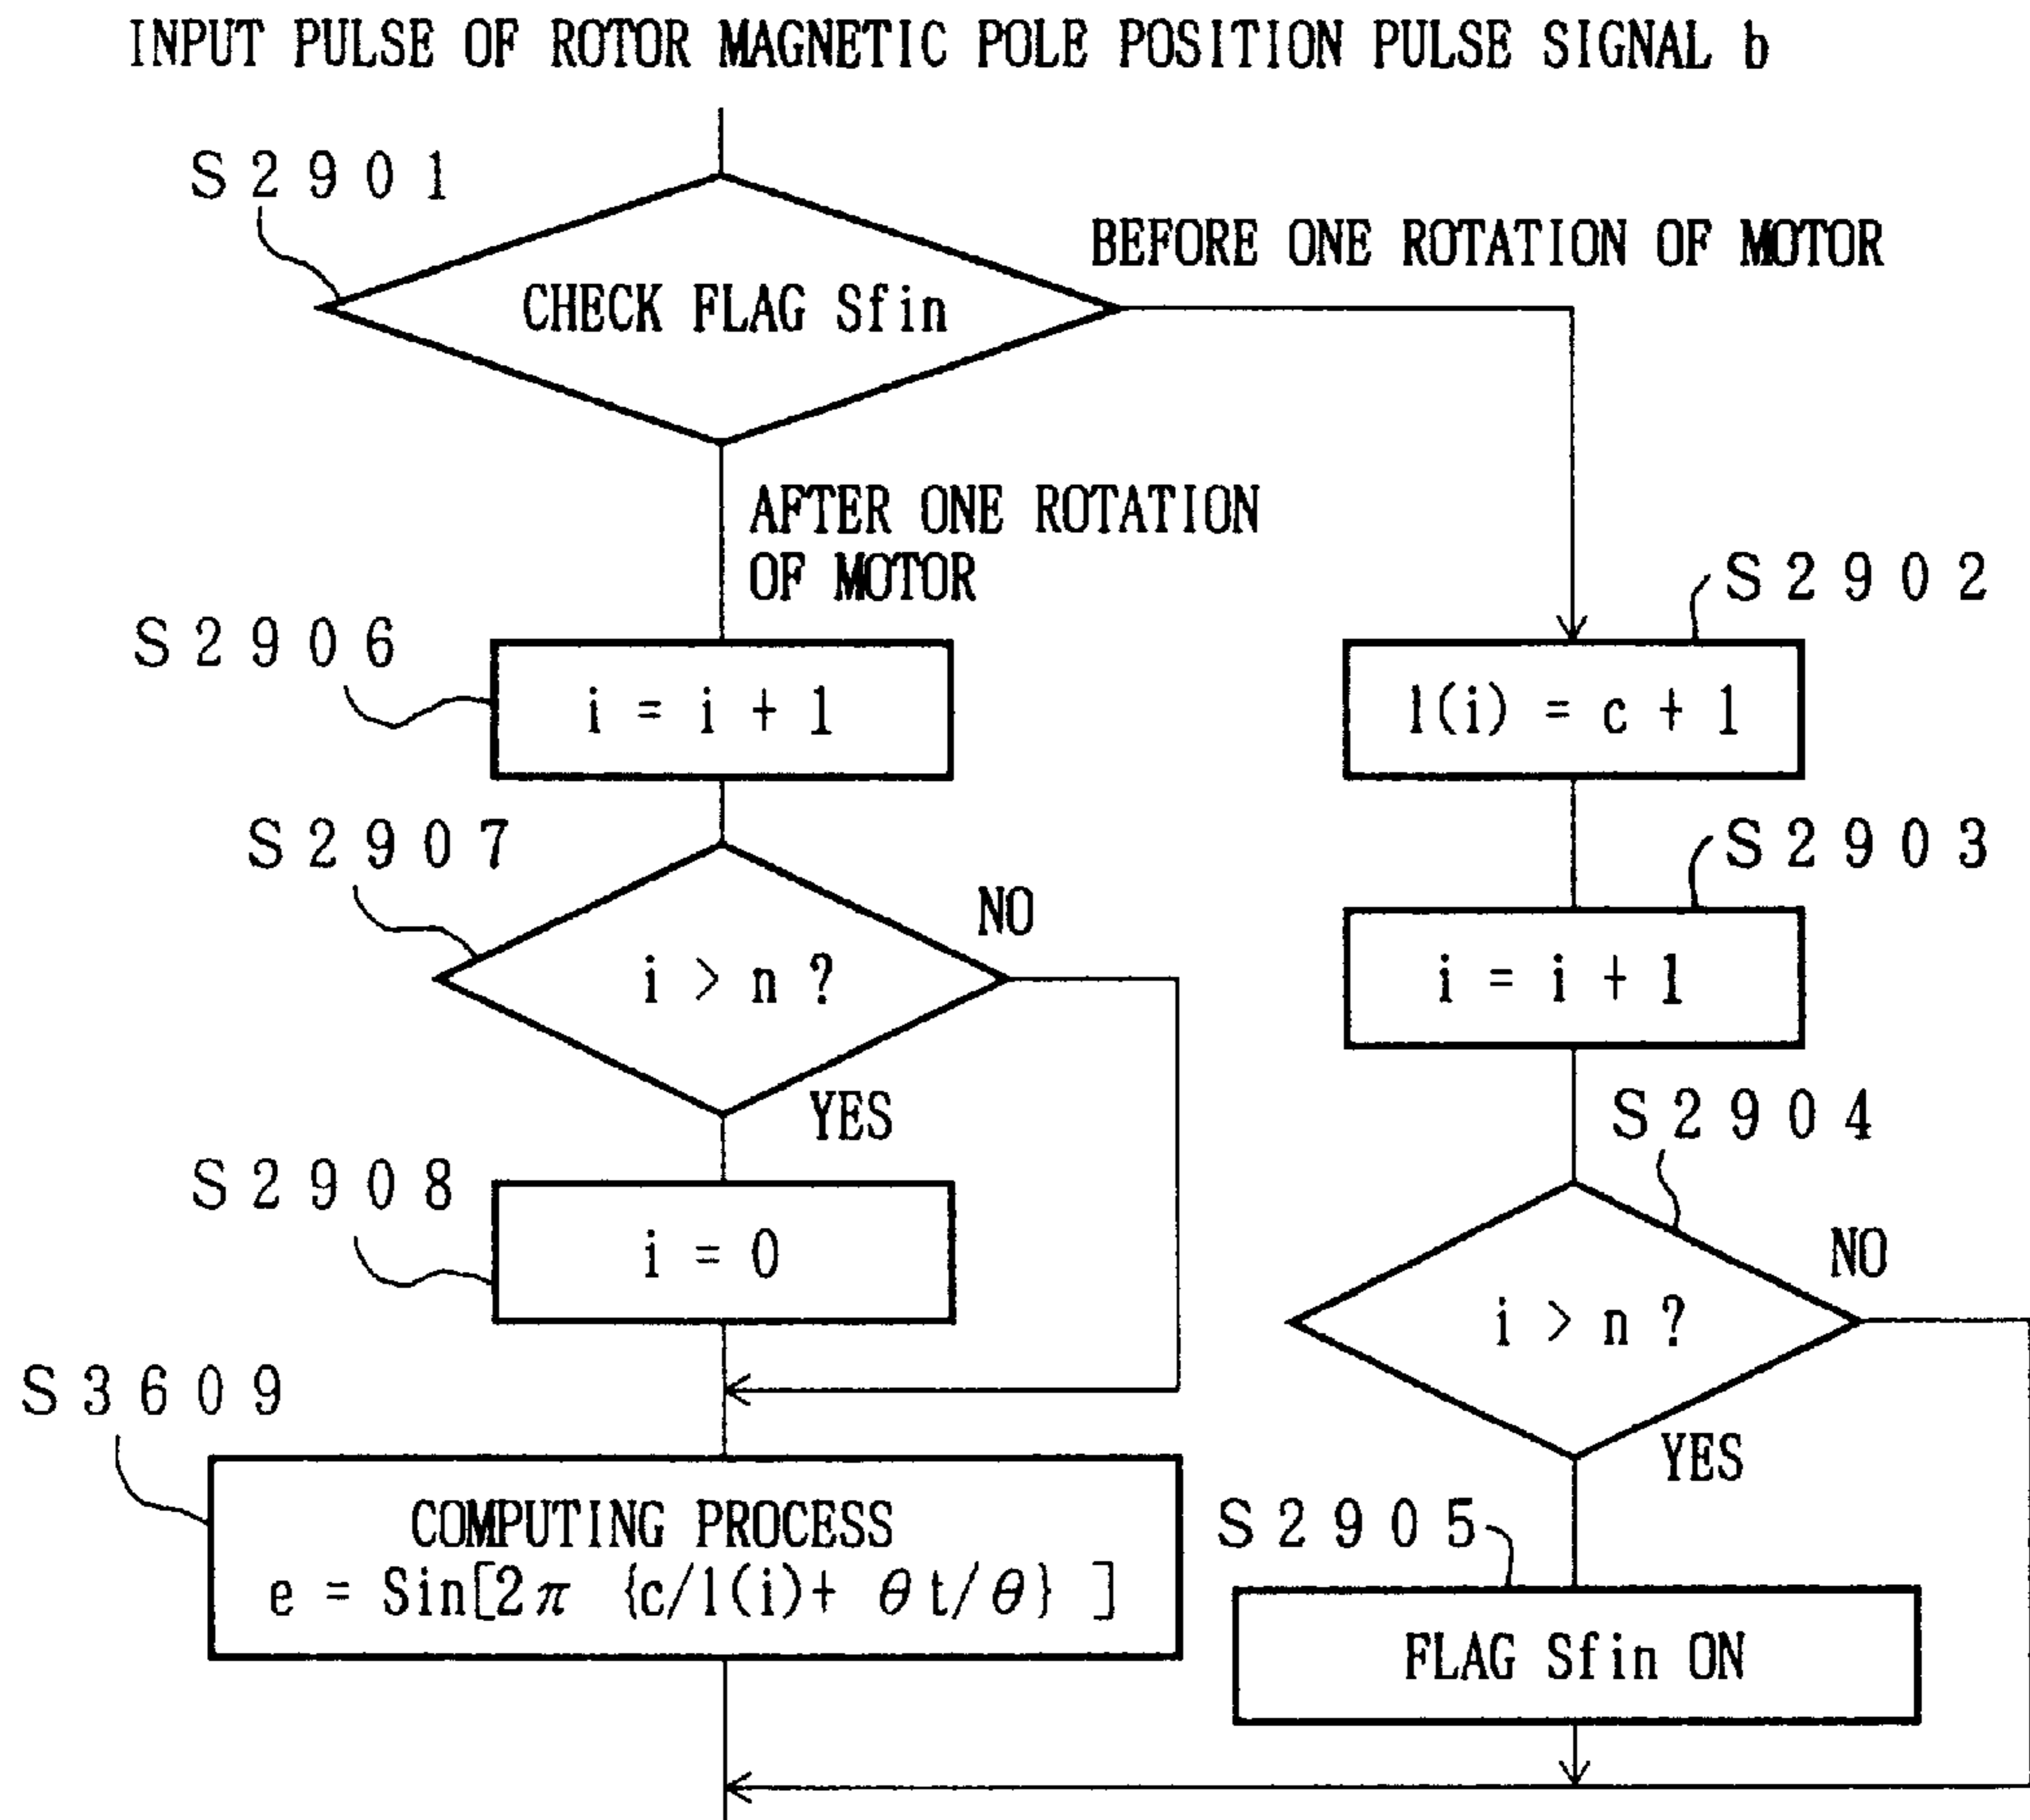 INPUT PULSE OF ROTOR MAGNETIC POLE POSITION PULSE SIGNAL b
S2901
BEFORE ONE ROTATION OF MOTOR
CHECK FLAG Sfin
AFTER ONE ROTATION
OF MOTOR
S2902
S2906
i = i + 1
l(i) = c + 1
S2907
S2903
NO
i > n ?
i = i + 1
YES
S2904
S2908
NO
i = 0
i > n ?
S3609
YES
COMPUTING PROCESS
S2905
e = Sin[2π {c/l(i)+ θt/θ} ]
FLAG Sfin ON